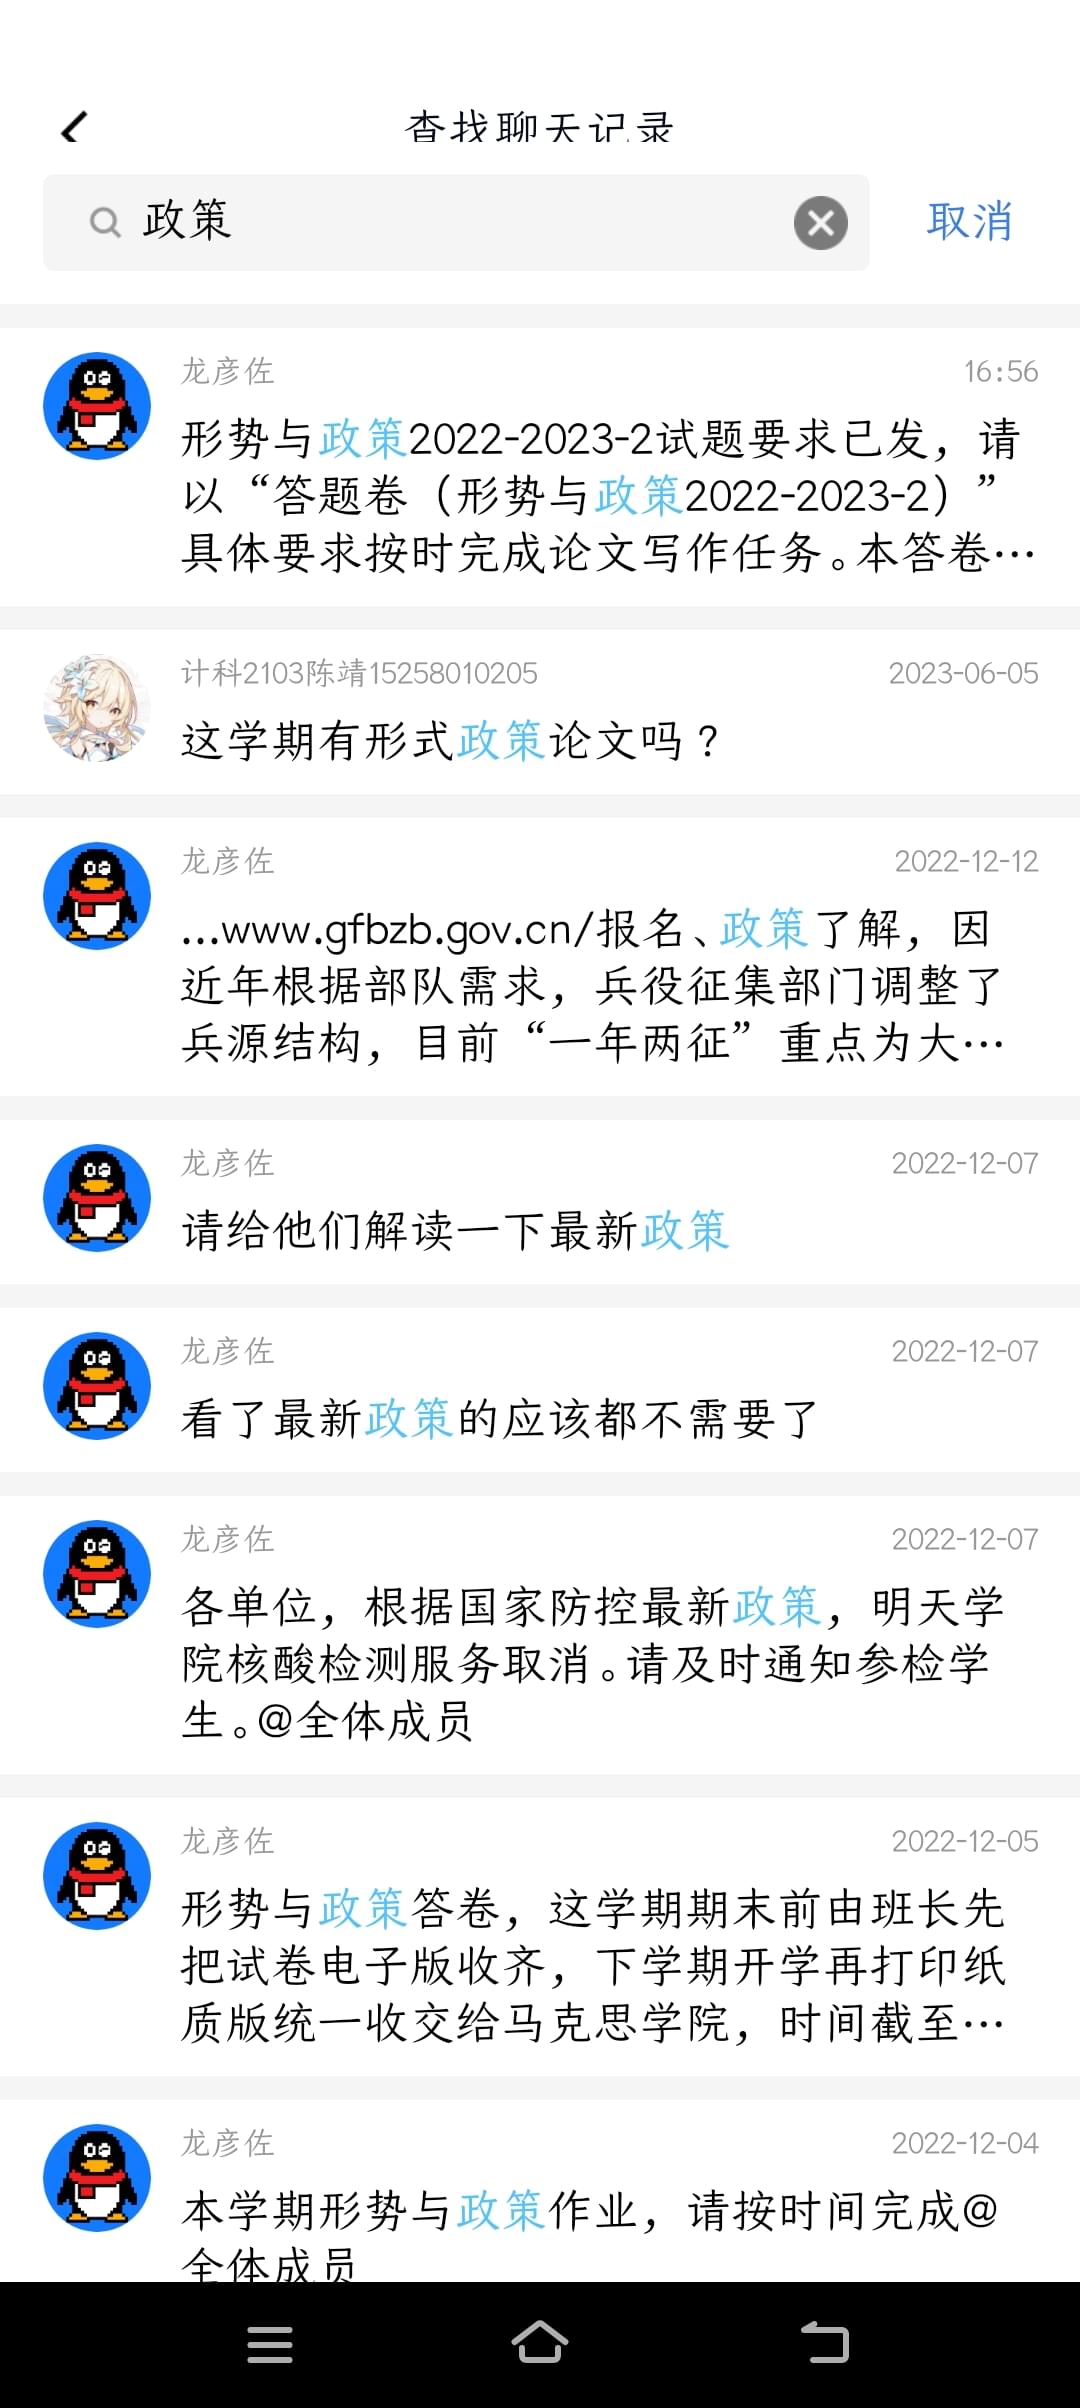 查找聊天记录
政策
取消
龙彦佐
16:56
形势与政策2022-2023-2试题要求已发，请
以“答题卷（形势与政策2022-2023-2）”
具体要求按时完成论文写作任务。本答卷…
计科2103陈靖15258010205
2023-06-05
这学期有形式政策论文吗？
龙彦佐
2022-12-12
...www.gfbzb.gov.cn/报名、政策了解，因
近年根据部队需求，兵役征集部门调整了
兵源结构，目前“一年两征”重点为大…
龙彦佐
2022-12-07
请给他们解读一下最新政策
龙彦佐
2022-12-07
看了最新政策的应该都不需要了
龙彦佐
2022-12-07
各单位，根据国家防控最新政策，明天学
院核酸检测服务取消。请及时通知参检学
生。@全体成员
龙彦佐
2022-12-05
形势与政策答卷，这学期期末前由班长先
把试卷电子版收齐，下学期开学再打印纸
质版统一收交给马克思学院，时间截至…
龙彦佐
2022-12-04
本学期形势与政策作业，请按时间完成@
全体成员